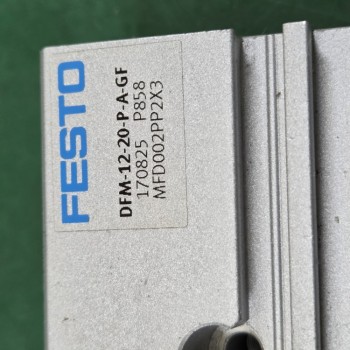 FESTO
DFM-12-20-P-A-GF
170825 P858
MFD002PP2X3